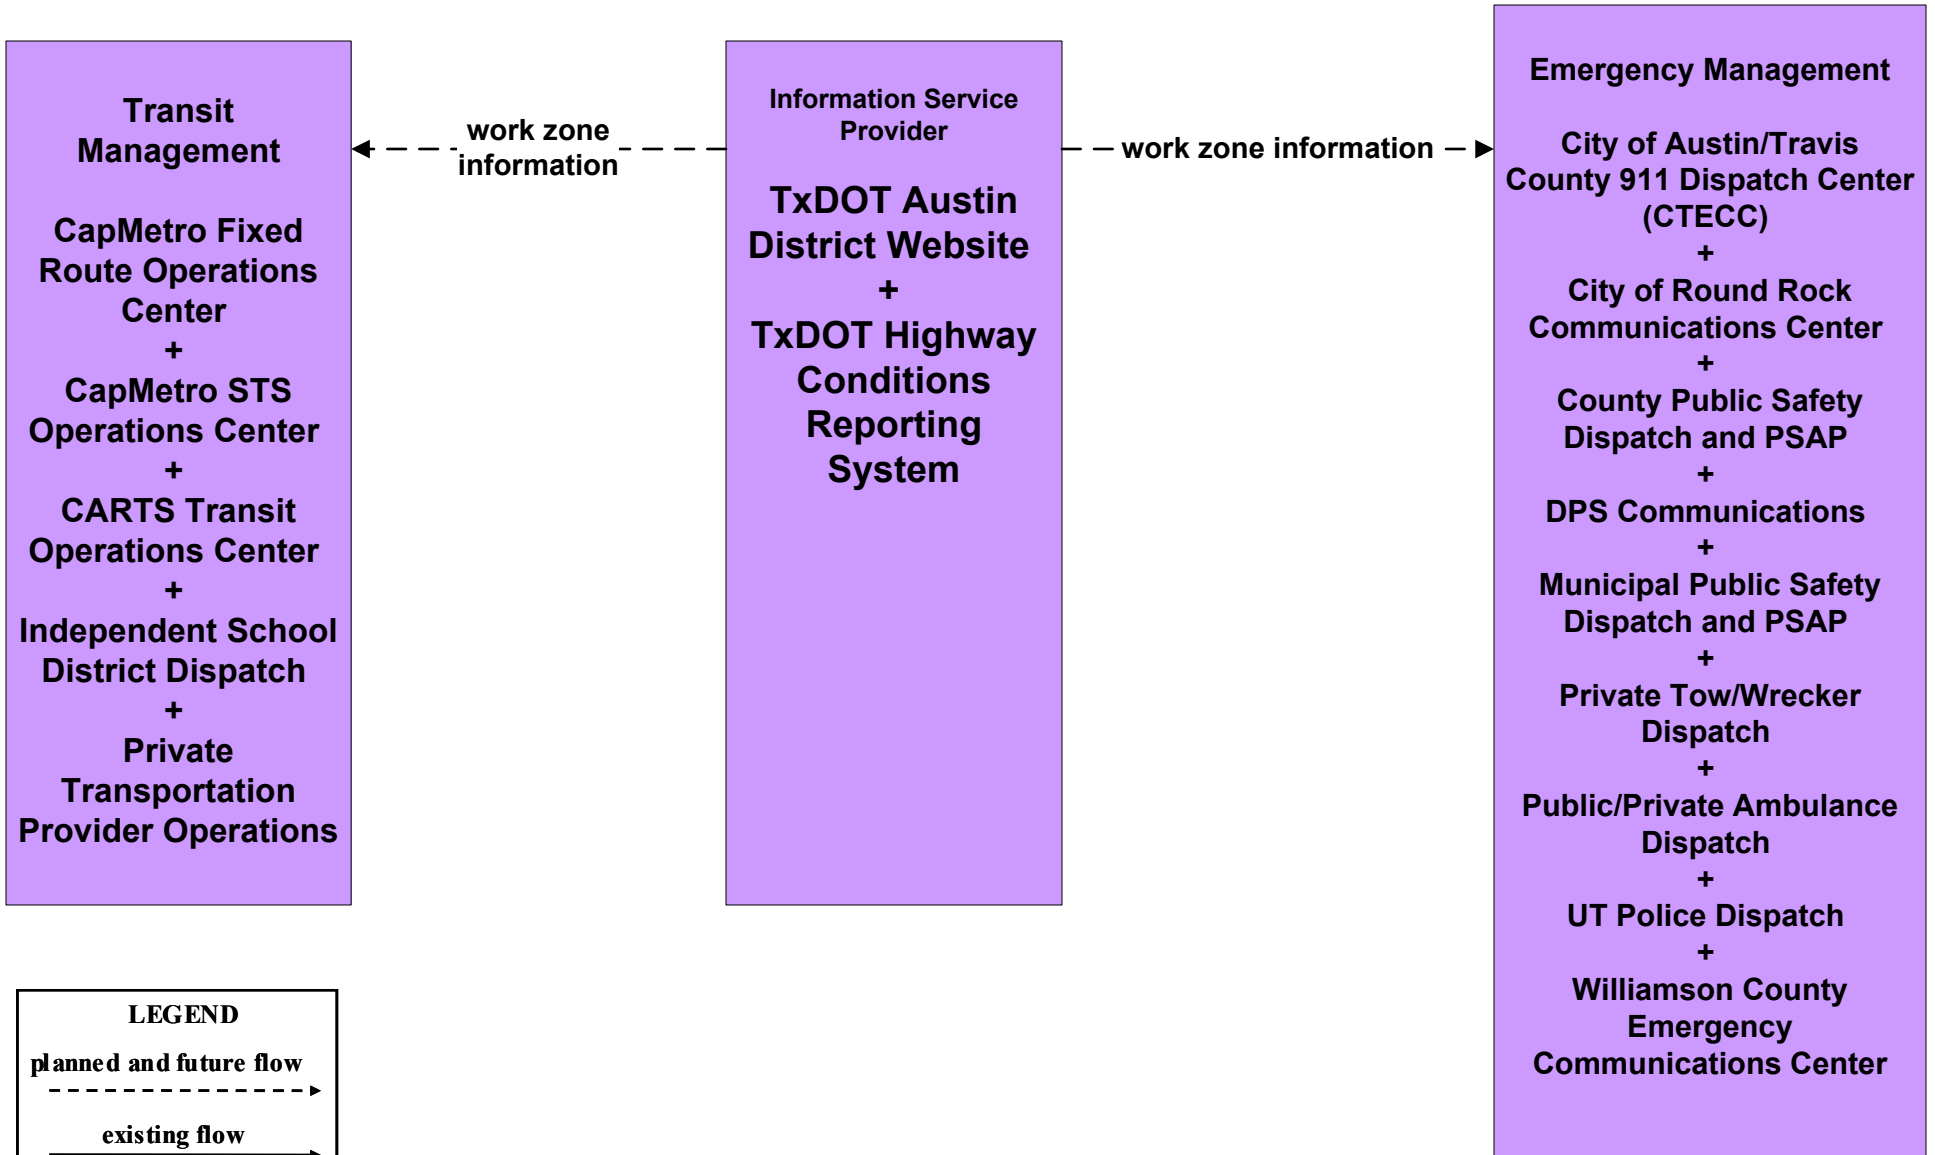 Transit
Management
CapMetro Fixed
Route Operations
Center
+
CapMetro STS
Operations Center
+
CARTS Transit
Operations Center
+
Independent School
District Dispatch
+
Private
Transportation
Provider Operations
work zone
information
Information Service
Provider
TxDOT Austin
District Website
+
TxDOT Highway
Conditions
Reporting
System
work zone information
Emergency Management
City of Austin/Travis
County 911 Dispatch Center
(CTECC)
+
City of Round Rock
Communications Center
+
County Public Safety
Dispatch and PSAP
+
DPS Communications
+
Municipal Public Safety
Dispatch and PSAP
+
Private Tow/Wrecker
Dispatch
+
Public/Private Ambulance
Dispatch
+
UT Police Dispatch
+
Williamson County
Emergency
Communications Center
LEGEND
planned and future flow
existing flow